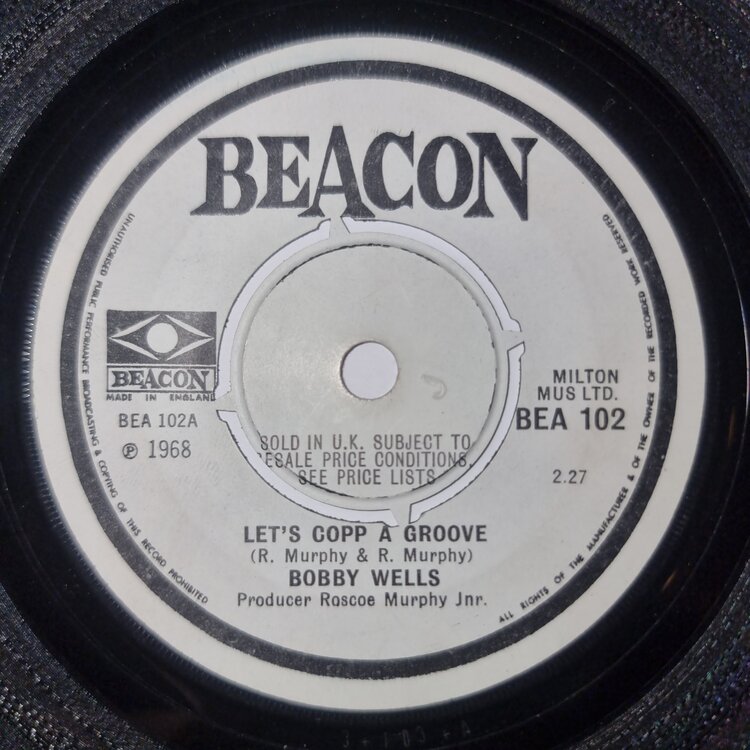 BEACON
UNAUTHORISED PUBLIC PERFORMANCE BROADCASTING & COPYING OF THIS RECORD PROHIBITED
ALL RIGHTS OF THE MANUFACTURER & OF THE OWNER OF THE RECORDED WORK RESERVED
BEACON
MADE IN ENGLAND
BEA 102A
℗ 1968
MILTON
MUS LTD.
BEA 102
2.27
SOLD IN U.K. SUBJECT TO
RESALE PRICE CONDITIONS,
SEE PRICE LISTS
LET'S COPP A GROOVE
(R. Murphy & R. Murphy)
BOBBY WELLS
Producer Roscoe Murphy Jnr.